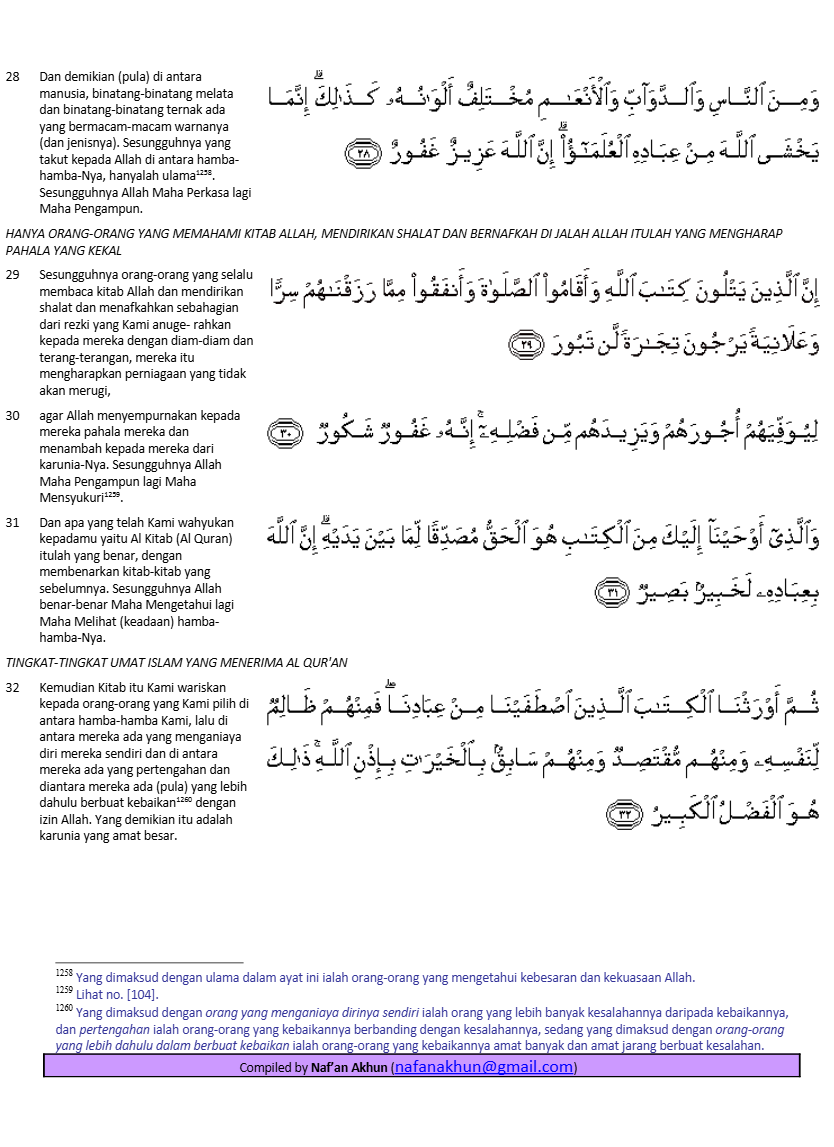 28 Dan demikian (pula) di antara
manusia, binatang-binatang melata
dan binatang-binatang ternak ada
yang bermacam-macam warnanya
(dan jenisnya). Sesungguhnya yang
takut kepada Allah di antara hamba-
hamba-Nya, hanyalah ulama¹²⁵⁸.
Sesungguhnya Allah Maha Perkasa lagi
Maha Pengampun.
وَمِنَ ٱلنَّاسِ وَٱلدَّوَآبِّ وَٱلْأَنْعَـٰمِ مُخْتَلِفٌ أَلْوَٰنُهُۥ كَذَٰلِكَ ۗ إِنَّمَا
يَخْشَى ٱللَّهَ مِنْ عِبَادِهِ ٱلْعُلَمَـٰٓؤُا۟ ۗ إِنَّ ٱللَّهَ عَزِيزٌ غَفُورٌ ٢٨
HANYA ORANG-ORANG YANG MEMAHAMI KITAB ALLAH, MENDIRIKAN SHALAT DAN BERNAFKAH DI JALAH ALLAH ITULAH YANG MENGHARAP
PAHALA YANG KEKAL
29 Sesungguhnya orang-orang yang selalu
membaca kitab Allah dan mendirikan
shalat dan menafkahkan sebahagian
dari rezki yang Kami anuge- rahkan
kepada mereka dengan diam-diam dan
terang-terangan, mereka itu
mengharapkan perniagaan yang tidak
akan merugi,
إِنَّ ٱلَّذِينَ يَتْلُونَ كِتَـٰبَ ٱللَّهِ وَأَقَامُوا۟ ٱلصَّلَوٰةَ وَأَنفَقُوا۟ مِمَّا رَزَقْنَـٰهُمْ سِرًّا
وَعَلَانِيَةً يَرْجُونَ تِجَـٰرَةً لَّن تَبُورَ ٢٩
30 agar Allah menyempurnakan kepada
mereka pahala mereka dan
menambah kepada mereka dari
karunia-Nya. Sesungguhnya Allah
Maha Pengampun lagi Maha
Mensyukuri¹²⁵⁹.
لِيُوَفِّيَهُمْ أُجُورَهُمْ وَيَزِيدَهُم مِّن فَضْلِهِۦٓ ۚ إِنَّهُۥ غَفُورٌ شَكُورٌ ٣٠
31 Dan apa yang telah Kami wahyukan
kepadamu yaitu Al Kitab (Al Quran)
itulah yang benar, dengan
membenarkan kitab-kitab yang
sebelumnya. Sesungguhnya Allah
benar-benar Maha Mengetahui lagi
Maha Melihat (keadaan) hamba-
hamba-Nya.
وَٱلَّذِىٓ أَوْحَيْنَآ إِلَيْكَ مِنَ ٱلْكِتَـٰبِ هُوَ ٱلْحَقُّ مُصَدِّقًا لِّمَا بَيْنَ يَدَيْهِ ۗ إِنَّ ٱللَّهَ
بِعِبَادِهِۦ لَخَبِيرٌۢ بَصِيرٌ ٣١
TINGKAT-TINGKAT UMAT ISLAM YANG MENERIMA AL QUR'AN
32 Kemudian Kitab itu Kami wariskan
kepada orang-orang yang Kami pilih di
antara hamba-hamba Kami, lalu di
antara mereka ada yang menganiaya
diri mereka sendiri dan di antara
mereka ada yang pertengahan dan
diantara mereka ada (pula) yang lebih
dahulu berbuat kebaikan¹²⁶⁰ dengan
izin Allah. Yang demikian itu adalah
karunia yang amat besar.
ثُمَّ أَوْرَثْنَا ٱلْكِتَـٰبَ ٱلَّذِينَ ٱصْطَفَيْنَا مِنْ عِبَادِنَا ۖ فَمِنْهُمْ ظَالِمٌ
لِّنَفْسِهِۦ وَمِنْهُم مُّقْتَصِدٌ وَمِنْهُمْ سَابِقٌۢ بِٱلْخَيْرَٰتِ بِإِذْنِ ٱللَّهِ ۚ ذَٰلِكَ
هُوَ ٱلْفَضْلُ ٱلْكَبِيرُ ٣٢
¹²⁵⁸ Yang dimaksud dengan ulama dalam ayat ini ialah orang-orang yang mengetahui kebesaran dan kekuasaan Allah.
¹²⁵⁹ Lihat no. [104].
¹²⁶⁰ Yang dimaksud dengan orang yang menganiaya dirinya sendiri ialah orang yang lebih banyak kesalahannya daripada kebaikannya,
dan pertengahan ialah orang-orang yang kebaikannya berbanding dengan kesalahannya, sedang yang dimaksud dengan orang-orang
yang lebih dahulu dalam berbuat kebaikan ialah orang-orang yang kebaikannya amat banyak dan amat jarang berbuat kesalahan.
Compiled by Naf'an Akhun (nafanakhun@gmail.com)